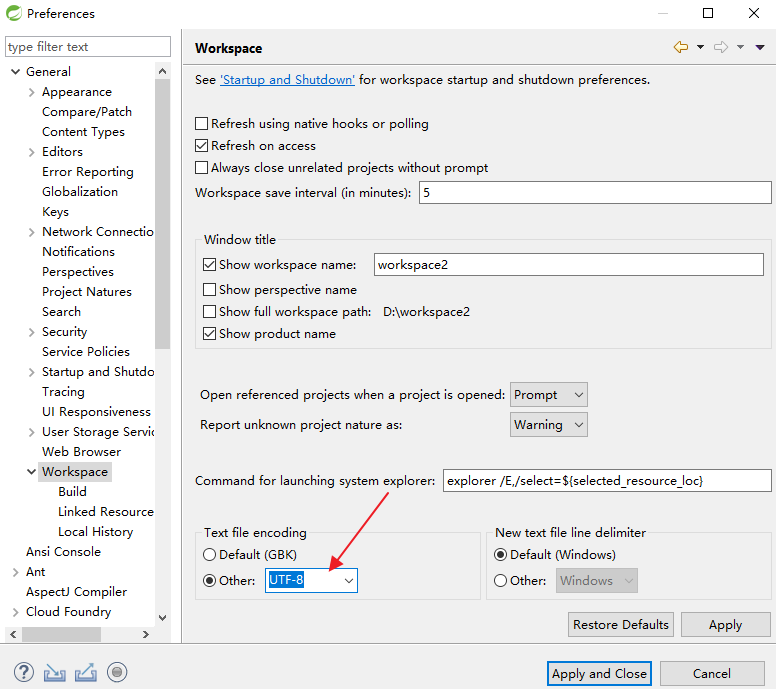 Preferences
type filter text
General
Appearance
Compare/Patch
Content Types
Editors
Error Reporting
Globalization
Keys
Network Connectio
Notifications
Perspectives
Project Natures
Search
Security
Service Policies
Startup and Shutdo
Tracing
UI Responsiveness
User Storage Servic
Web Browser
Workspace
Build
Linked Resource
Local History
Ansi Console
Ant
AspectJ Compiler
Cloud Foundry
Workspace
See 'Startup and Shutdown' for workspace startup and shutdown preferences.
Refresh using native hooks or polling
Refresh on access
Always close unrelated projects without prompt
Workspace save interval (in minutes): 5
Window title
Show workspace name: workspace2
Show perspective name
Show full workspace path: D:\workspace2
Show product name
Open referenced projects when a project is opened: Prompt
Report unknown project nature as: Warning
Command for launching system explorer: explorer /E,/select=${selected_resource_loc}
Text file encoding
Default (GBK)
Other: UTF-8
New text file line delimiter
Default (Windows)
Other: Windows
Restore Defaults Apply
Apply and Close Cancel